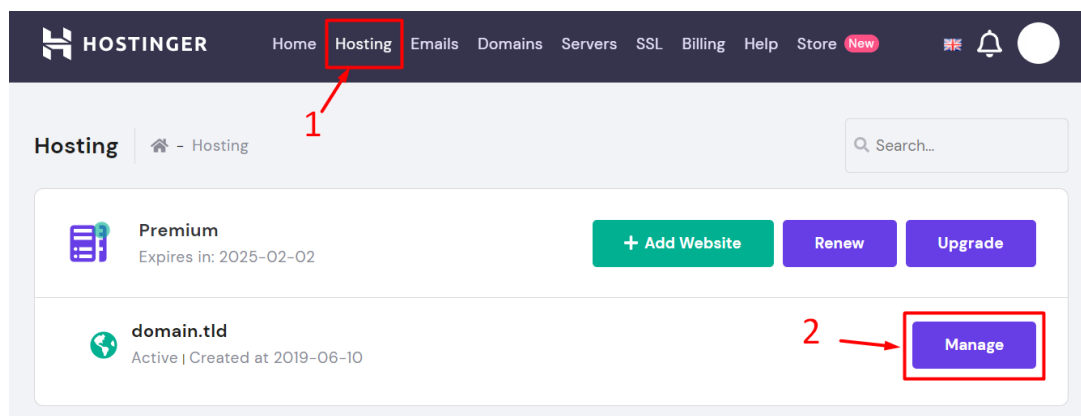 HOSTINGER Home Hosting Emails Domains Servers SSL Billing Help Store New
1
Hosting - Hosting
Search...
Premium
Expires in: 2025-02-02
+ Add Website
Renew
Upgrade
domain.tld
Active | Created at 2019-06-10
2
Manage